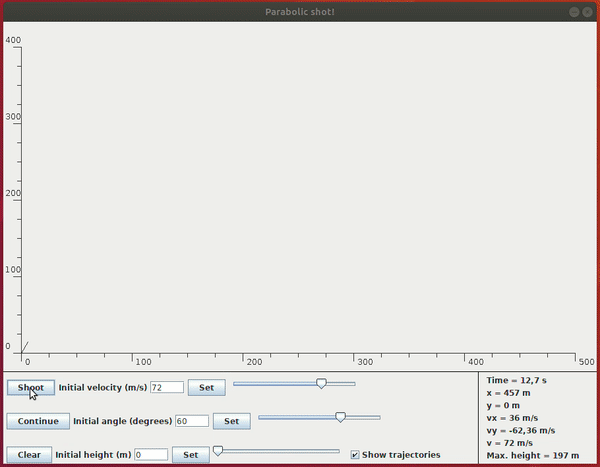 Parabolic shot!
400
300
200
100
0
0 100 200 300 400 500
Shoot Initial velocity (m/s) 72 Set
Continue Initial angle (degrees) 60 Set
Clear Initial height (m) 0 Set Show trajectories
Time = 12,7 s
x = 457 m
y = 0 m
vx = 36 m/s
vy = -62,36 m/s
v = 72 m/s
Max. height = 197 m